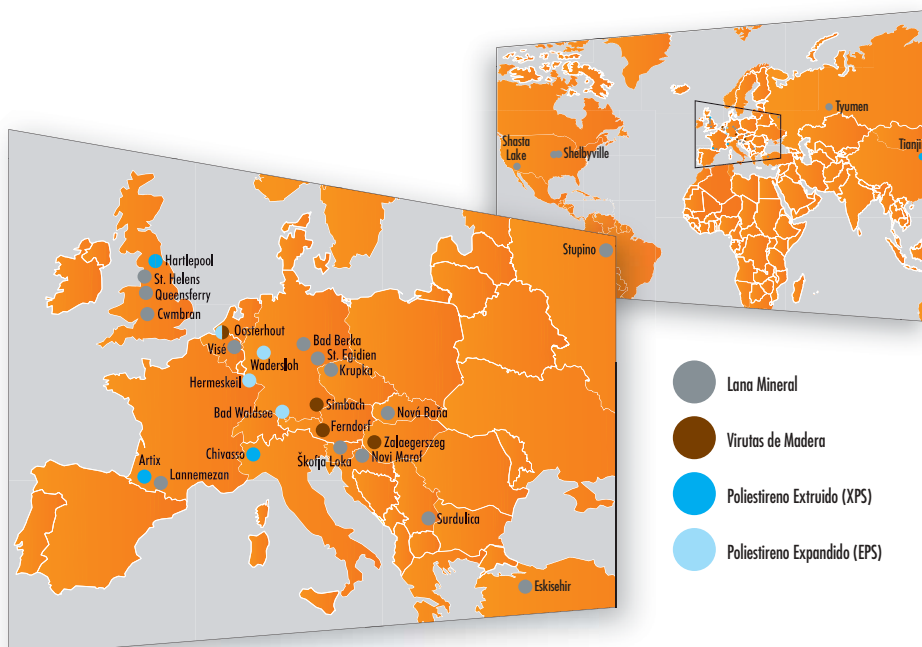 Tyumen
Shasta
Lake
Shelbyville
Tianji
Stupino
Hartlepool
St. Helens
Queensferry
Cwmbran
Oosterhout
Visé
Bad Berka
St. Egidien
Krupka
Wadersloh
Hermeskeil
Bad Waldsee
Simbach
Nová Baňa
Ferndorf
Zalaegerszeg
Chivasso
Škofja Loka
Novi Marof
Artix
Lannemezan
Surdulica
Eskisehir
Lana Mineral
Virutas de Madera
Poliestireno Extruido (XPS)
Poliestireno Expandido (EPS)